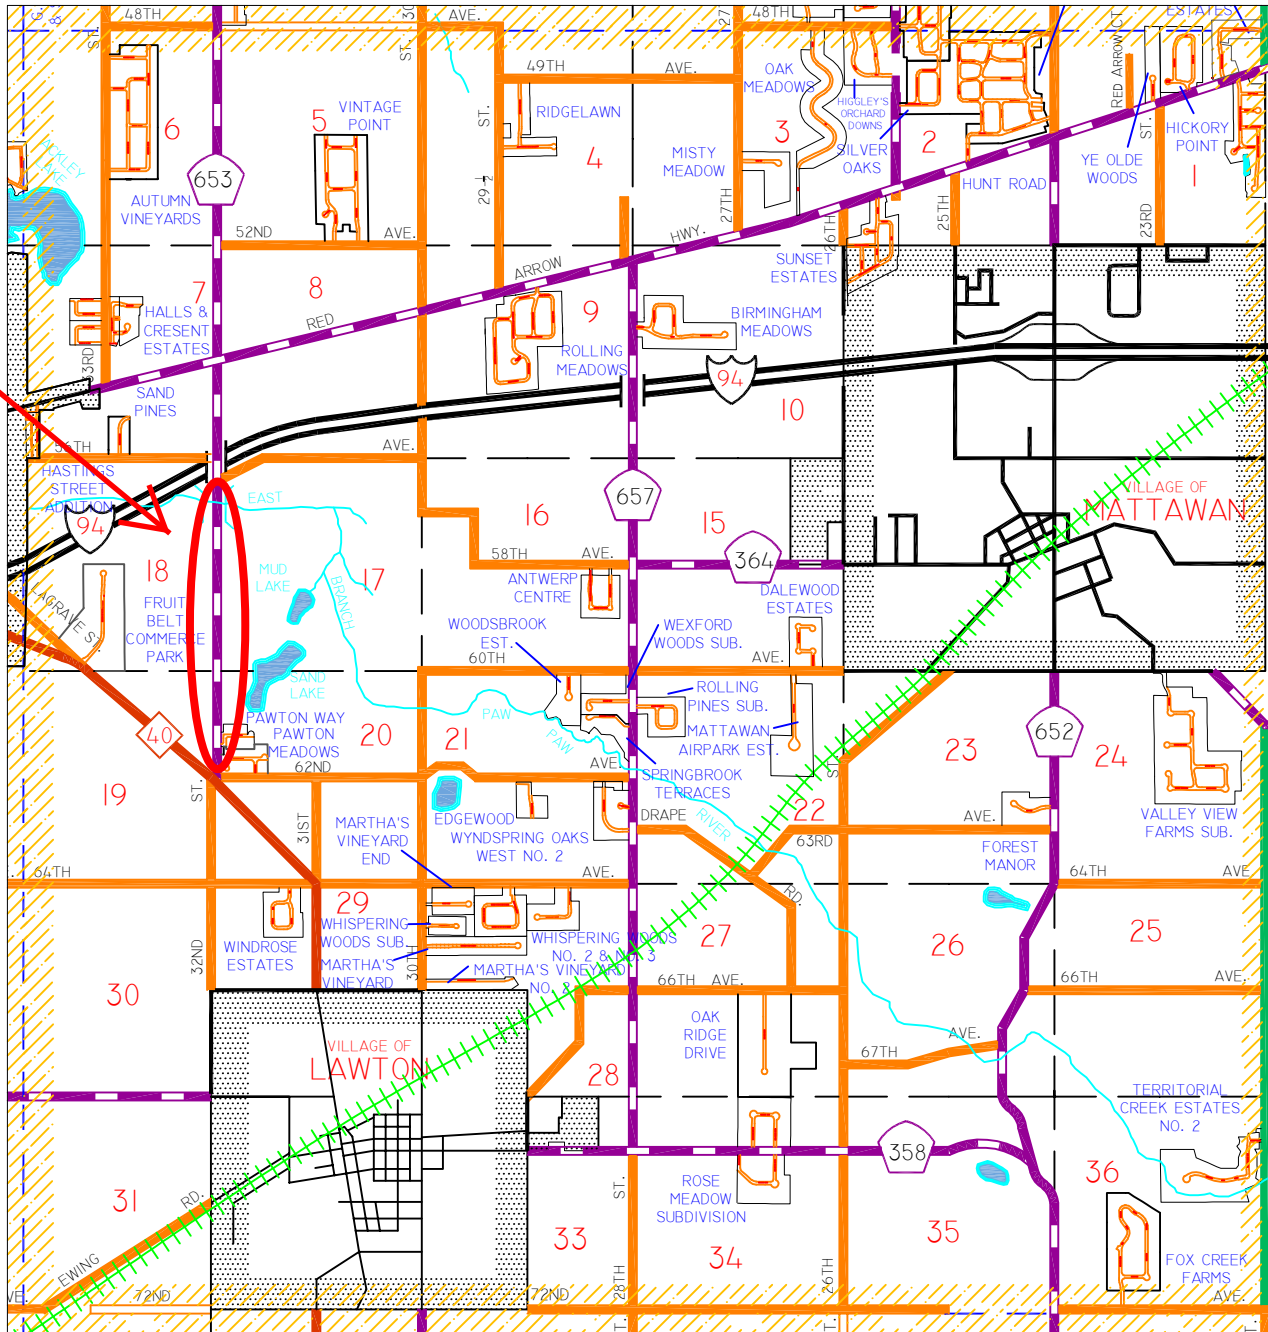 48TH
AVE.
48TH
ESTATES
49TH
AVE.
OAK
MEADOWS
RED ARROW CT.
ST.
ST.
VINTAGE
POINT
RIDGELAWN
HIGGLEY'S
ORCHARD
DOWNS
HICKORY
POINT
6
5
3
2
1
ACKLEY
LAKE
ST.
4
MISTY
MEADOW
SILVER
OAKS
YE OLDE
WOODS
ST.
653
29 1/2
HUNT ROAD
AUTUMN
VINEYARDS
27TH
25TH
23RD
52ND
AVE.
HWY.
26TH
ARROW
SUNSET
ESTATES
7
8
9
RED
HALLS &
CRESENT
ESTATES
BIRMINGHAM
MEADOWS
ROLLING
MEADOWS
94
SAND
PINES
10
56TH
AVE.
HASTINGS
STREET
ADDITION
94
EAST
657
16
15
VILLAGE OF
MATTAWAN
58TH
AVE.
364
18
17
MUD
LAKE
BRANCH
ANTWERP
CENTRE
DALEWOOD
ESTATES
LAGRAVE ST.
FRUIT
BELT
COMMERCE
PARK
WOODSBROOK
EST.
WEXFORD
WOODS SUB.
60TH
AVE.
SAND
LAKE
ROLLING
PINES SUB.
PAWTON WAY
PAWTON
MEADOWS
PAW
PAW
MATTAWAN
AIRPARK EST.
40
20
21
652
23
24
62ND
AVE.
SPRINGBROOK
TERRACES
ST.
ST.
19
22
31ST
MARTHA'S
VINEYARD
END
EDGEWOOD
WYNDSPRING OAKS
WEST NO. 2
DRAPE
RIVER
63RD
AVE.
VALLEY VIEW
FARMS SUB.
FOREST
MANOR
64TH
AVE.
64TH
AVE
RD.
29
WHISPERING
WOODS SUB.
WINDROSE
ESTATES
32ND
30TH
MARTHA'S
VINEYARD
WHISPERING WOODS
NO. 2 & NO. 3
MARTHA'S VINEYARD
NO. 2
27
26
25
30
66TH
AVE.
66TH
AVE.
OAK
RIDGE
DRIVE
VILLAGE OF
LAWTON
ST.
AVE.
67TH
28
TERRITORIAL
CREEK ESTATES
NO. 2
358
36
31
RD.
ST.
ROSE
MEADOW
SUBDIVISION
33
34
35
EWING
FOX CREEK
FARMS
28TH
26TH
72ND
72ND
AVE.